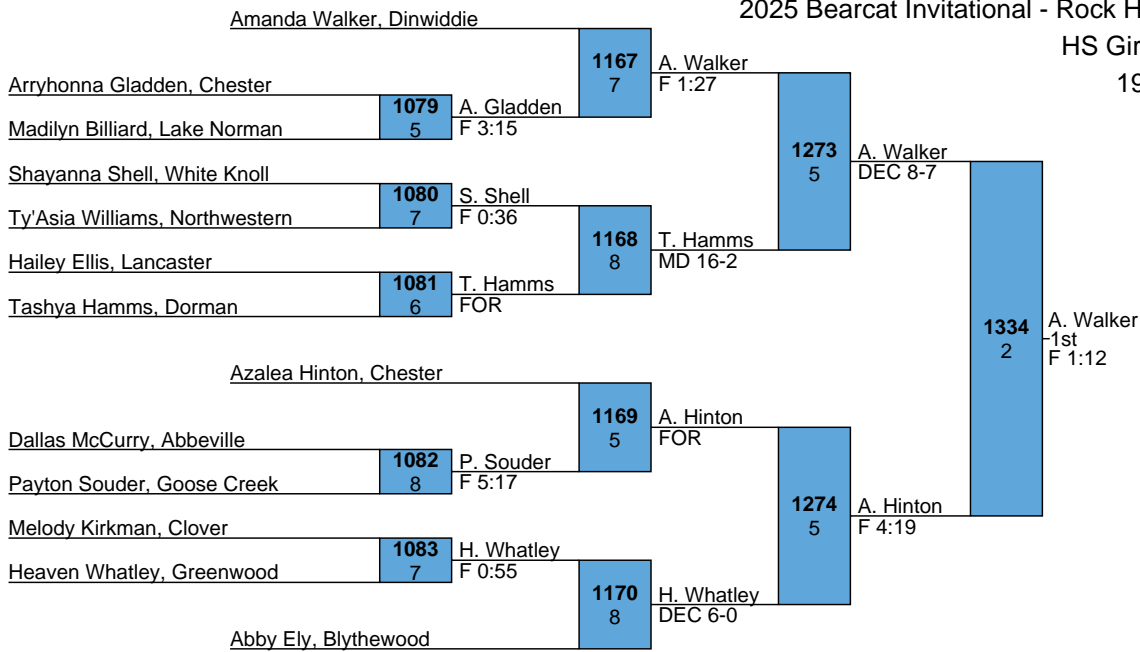 2025 Bearcat Invitational - Rock H
HS Gir
19
Amanda Walker, Dinwiddie
1167
7
A. Walker
F 1:27
Arryhonna Gladden, Chester
1079
5
A. Gladden
F 3:15
Madilyn Billiard, Lake Norman
1273
5
A. Walker
DEC 8-7
Shayanna Shell, White Knoll
1080
7
S. Shell
F 0:36
Ty'Asia Williams, Northwestern
1168
8
T. Hamms
MD 16-2
Hailey Ellis, Lancaster
1081
6
T. Hamms
FOR
Tashya Hamms, Dorman
1334
2
A. Walker
1st
F 1:12
Azalea Hinton, Chester
1169
5
A. Hinton
FOR
Dallas McCurry, Abbeville
1082
8
P. Souder
F 5:17
Payton Souder, Goose Creek
1274
5
A. Hinton
F 4:19
Melody Kirkman, Clover
1083
7
H. Whatley
F 0:55
Heaven Whatley, Greenwood
1170
8
H. Whatley
DEC 6-0
Abby Ely, Blythewood